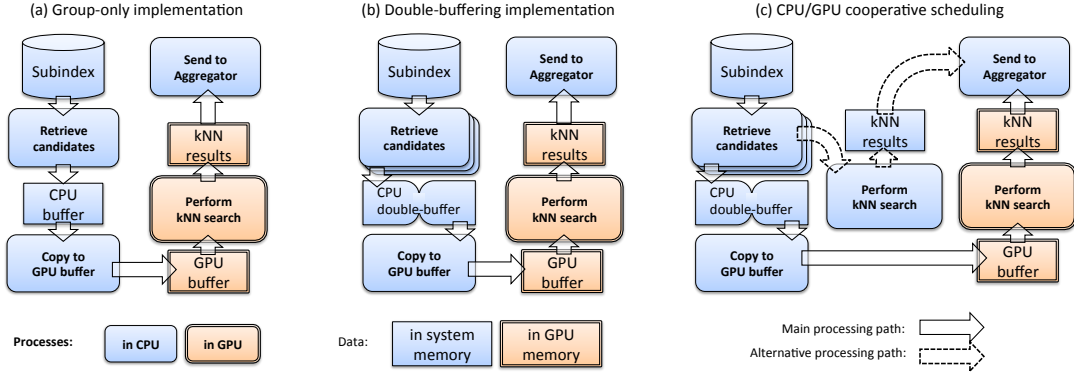 (a) Group-only implementation
Subindex
Send to
Aggregator
Retrieve
candidates
kNN
results
CPU
buffer
Perform
kNN search
Copy to
GPU buffer
GPU
buffer
(b) Double-buffering implementation
Subindex
Send to
Aggregator
Retrieve
candidates
kNN
results
CPU
double-buffer
Perform
kNN search
Copy to
GPU buffer
GPU
buffer
(c) CPU/GPU cooperative scheduling
Subindex
Send to
Aggregator
Retrieve
candidates
kNN
results
kNN
results
CPU
double-buffer
Perform
kNN search
Perform
kNN search
Copy to
GPU buffer
GPU
buffer
Processes:
in CPU
in GPU
Data:
in system
memory
in GPU
memory
Main processing path:
Alternative processing path: